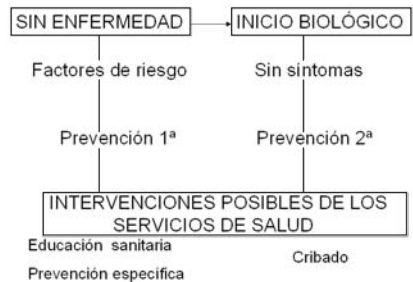 SIN ENFERMEDAD
INICIO BIOLÓGICO
Factores de riesgo
Sin síntomas
Prevención 1ª
Prevención 2ª
INTERVENCIONES POSIBLES DE LOS
SERVICIOS DE SALUD
Educación sanitaria
Cribado
Prevención específica